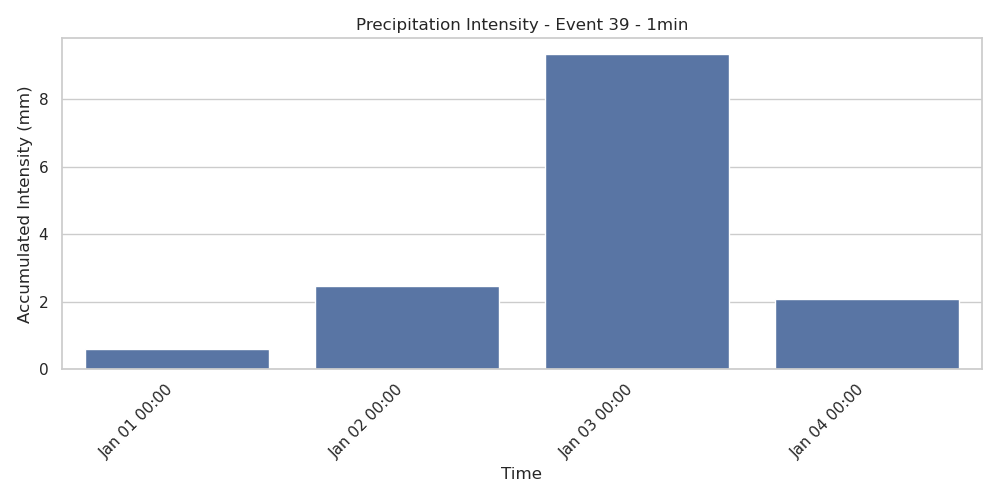 Precipitation Intensity - Event 39 - 1min
Accumulated Intensity (mm)
8
6
4
2
0
Jan 01 00:00
Jan 02 00:00
Jan 03 00:00
Jan 04 00:00
Time